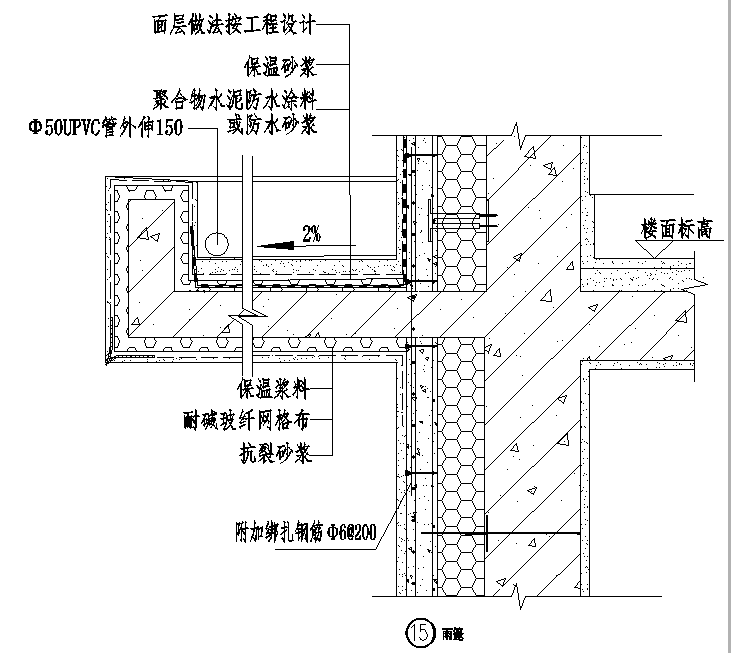 面层做法按工程设计
保温砂浆
聚合物水泥防水涂料
或防水砂浆
Φ50UPVC管外伸150
2%
楼面标高
保温浆料
耐碱玻纤网格布
抗裂砂浆
附加绑扎钢筋Φ6@200
15 雨篷